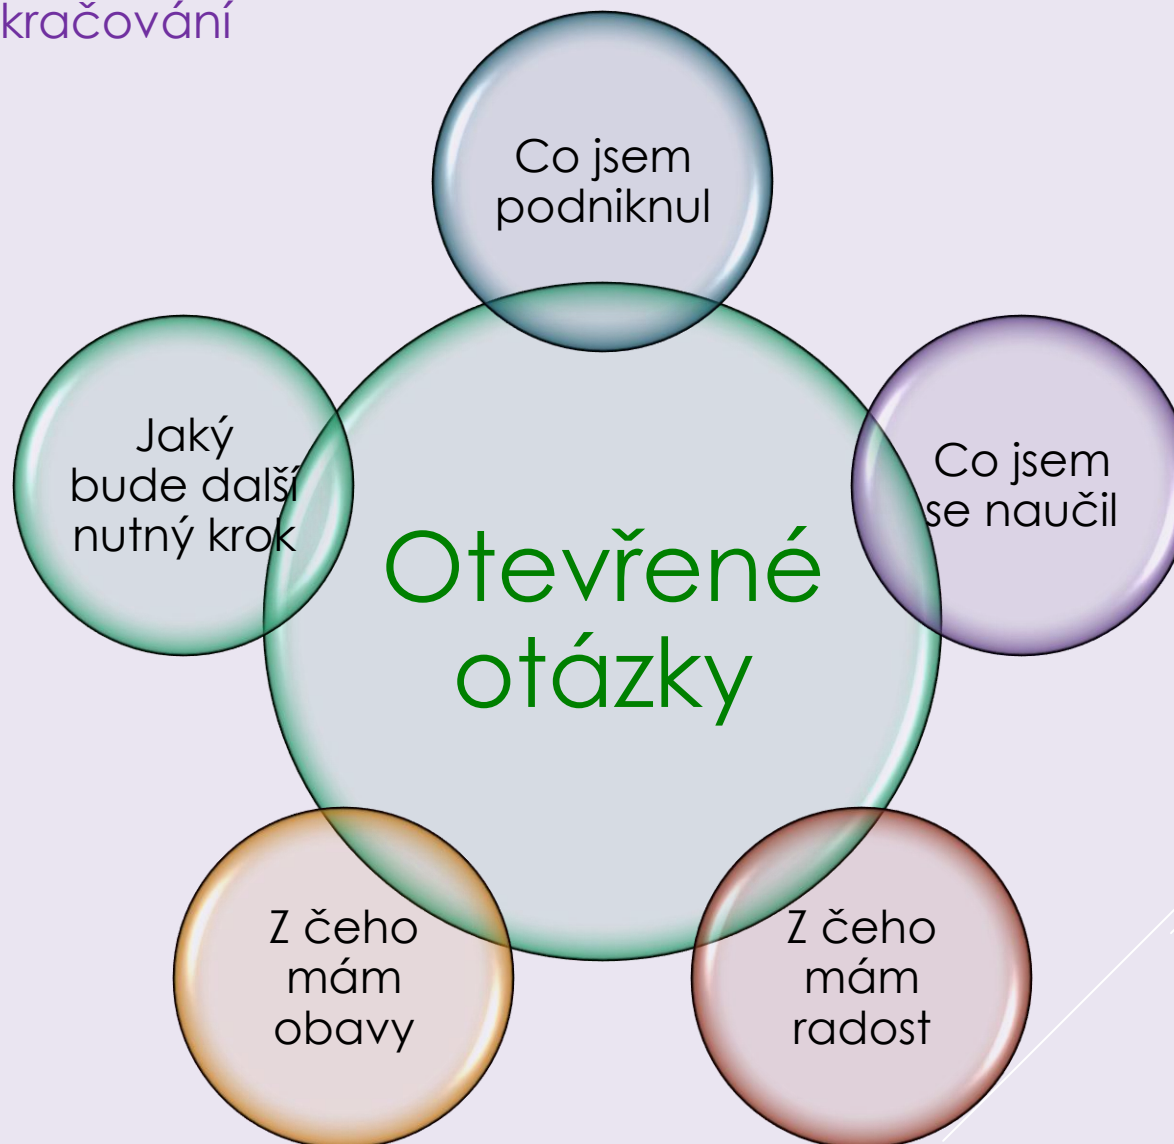 kračování
Co jsem
podniknul
Jaký
bude další
nutný krok
Co jsem
se naučil
Otevřené
otázky
Z čeho
mám
obavy
Z čeho
mám
radost